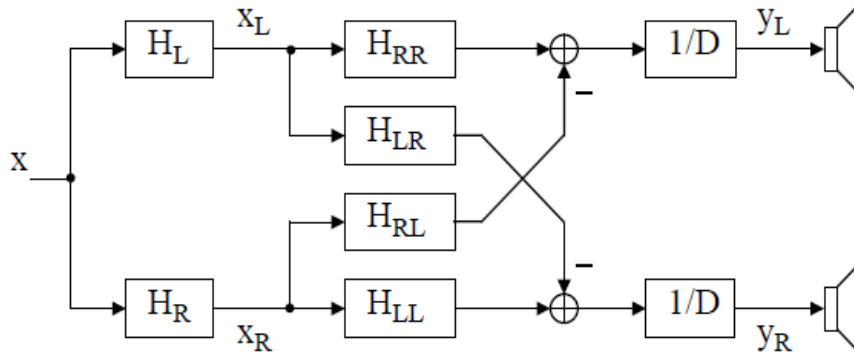 x_L y_L
H_L H_RR 1/D
–
H_LR
x
H_RL
–
H_R H_LL 1/D
x_R y_R